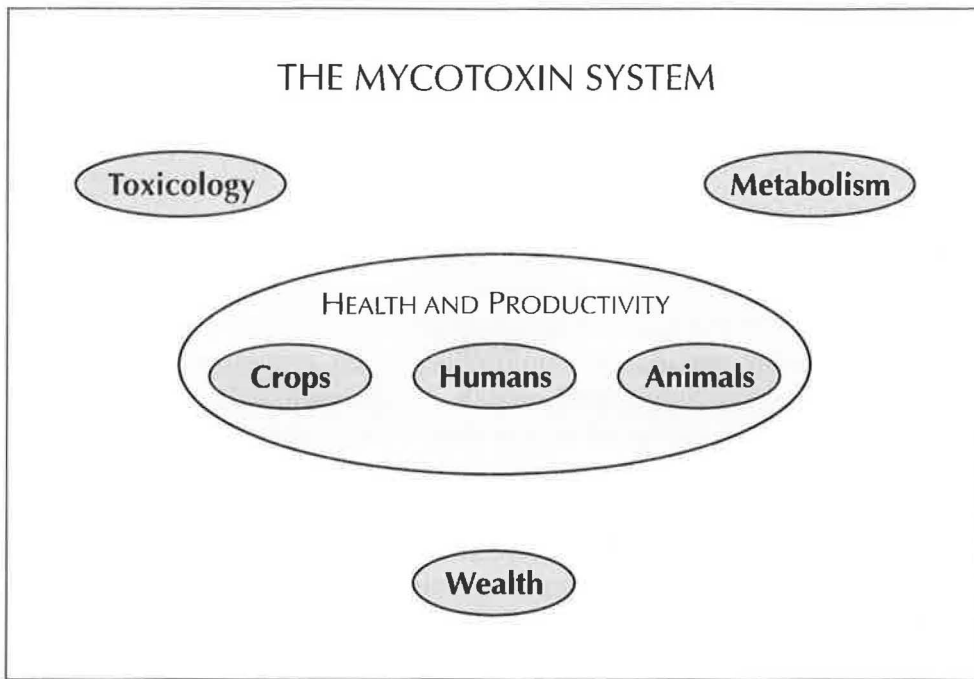 THE MYCOTOXIN SYSTEM
Toxicology
Metabolism
HEALTH AND PRODUCTIVITY
Crops Humans Animals
Wealth